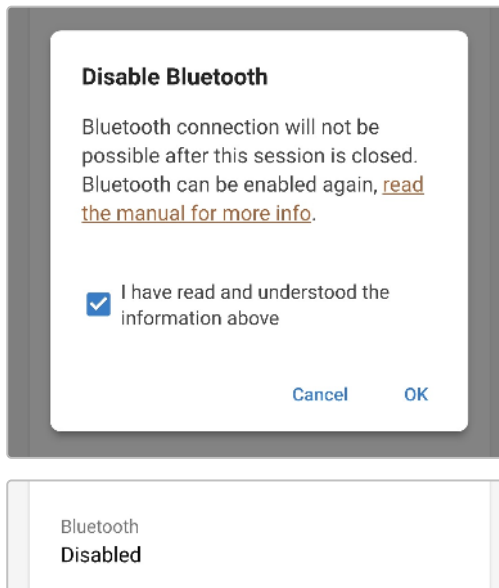 Disable Bluetooth
Bluetooth connection will not be
possible after this session is closed.
Bluetooth can be enabled again, read
the manual for more info.
I have read and understood the
information above
Cancel OK
Bluetooth
Disabled